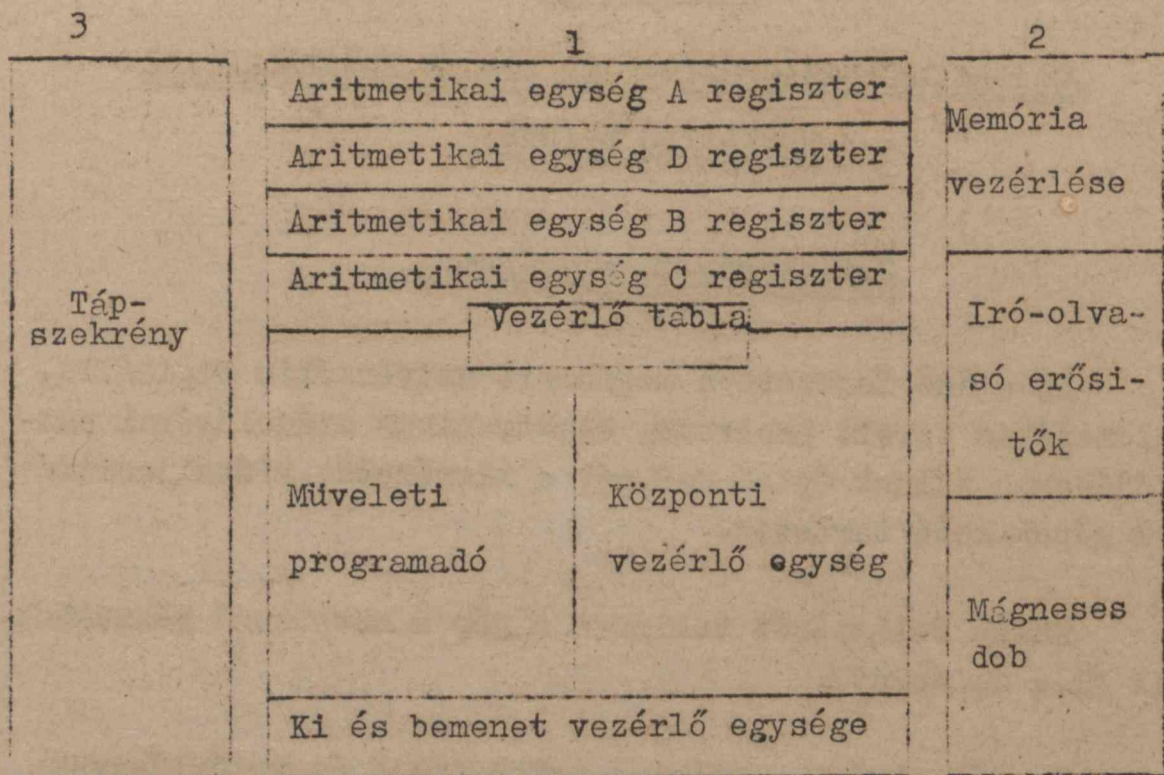 3
1
2
Táp-
szekrény
Aritmetikai egység A regiszter
Aritmetikai egység D regiszter
Aritmetikai egység B regiszter
Aritmetikai egység C regiszter
Vezérlő tábla
Müveleti
programadó
Központi
vezérlő egység
Ki és bemenet vezérlő egysége
Memória
vezérlése
Iró-olva-
só erősi-
tők
Mágneses
dob